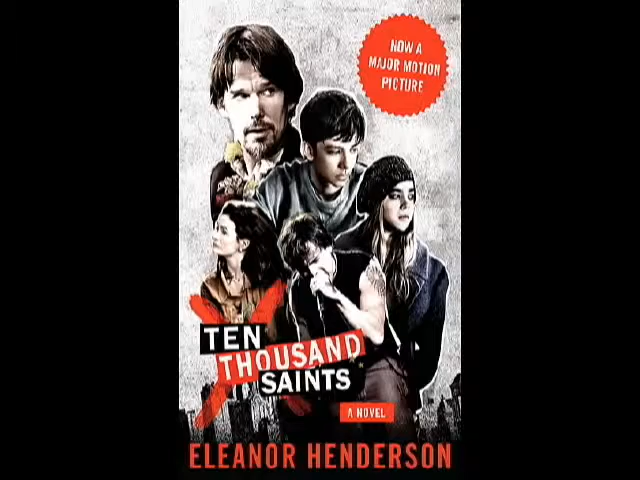 NOW A
MAJOR MOTION
PICTURE
TEN
THOUSAND
SAINTS
A NOVEL
ELEANOR HENDERSON